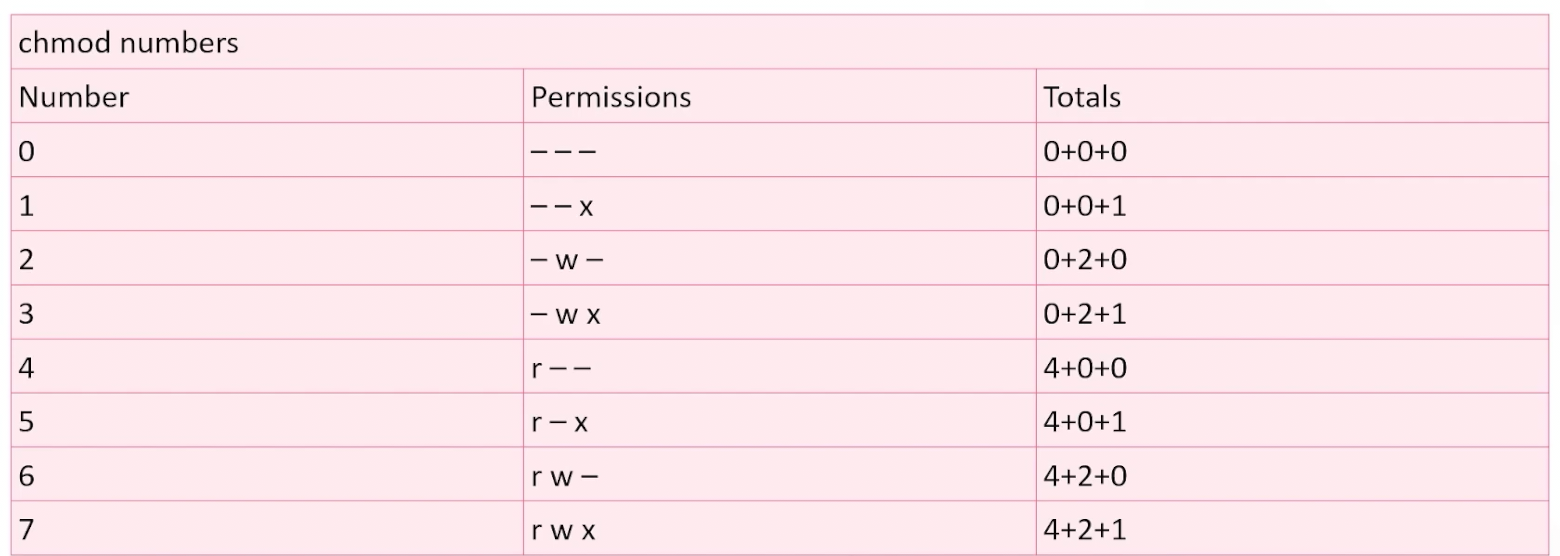 chmod numbers
Number Permissions Totals
0 – – – 0+0+0
1 – – x 0+0+1
2 – w – 0+2+0
3 – w x 0+2+1
4 r – – 4+0+0
5 r – x 4+0+1
6 r w – 4+2+0
7 r w x 4+2+1